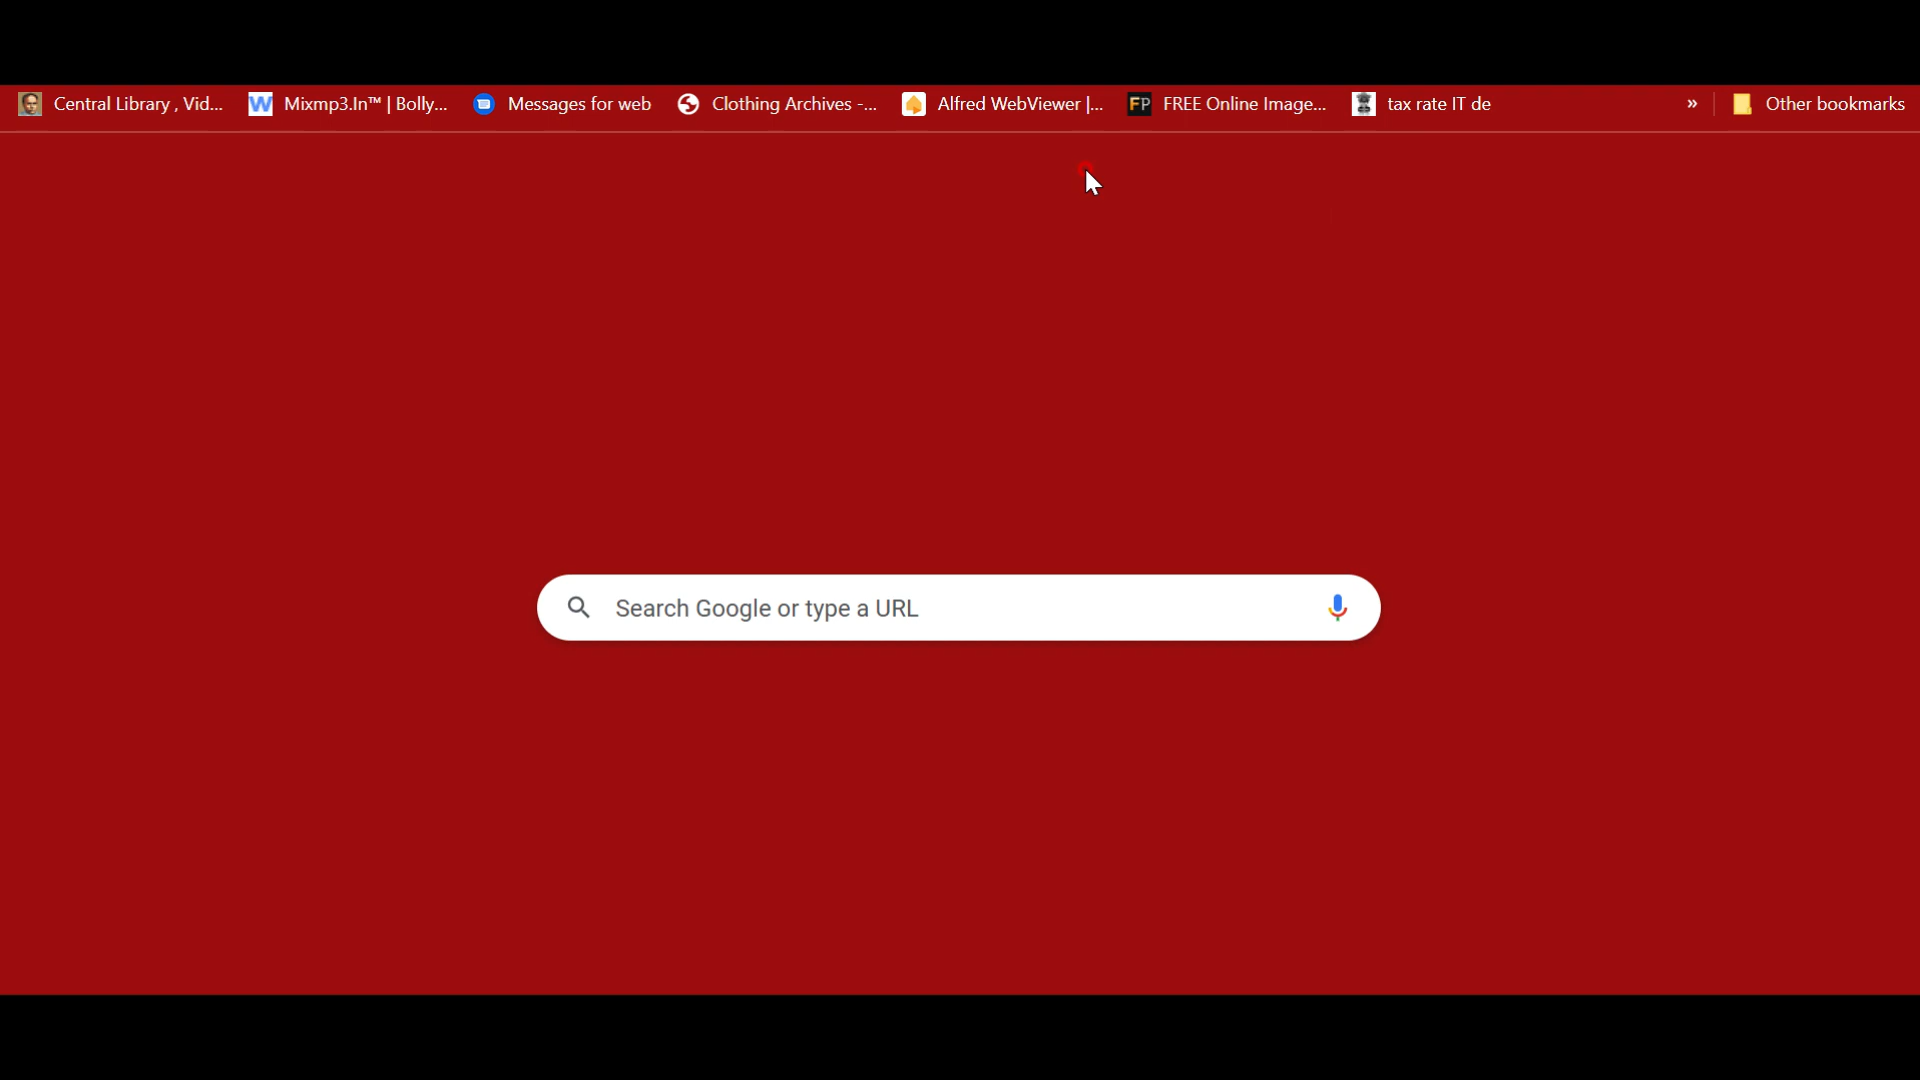 Central Library , Vid...
W Mixmp3.In™ | Bolly...
Messages for web
Clothing Archives -...
Alfred WebViewer |...
FP FREE Online Image...
tax rate IT de
»
Other bookmarks
Search Google or type a URL